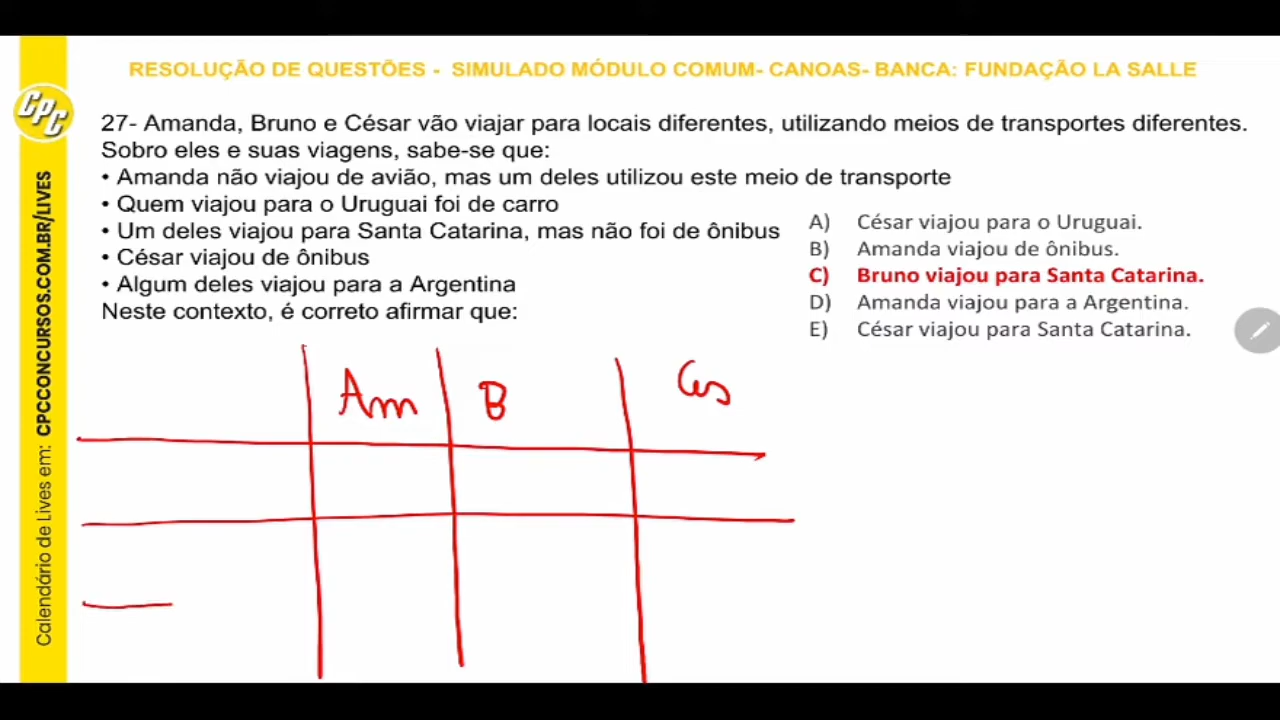 RESOLUÇÃO DE QUESTÕES - SIMULADO MÓDULO COMUM- CANOAS- BANCA: FUNDAÇÃO LA SALLE
CPC
Calendário de Lives em: CPCCONCURSOS.COM.BR/LIVES
27- Amanda, Bruno e César vão viajar para locais diferentes, utilizando meios de transportes diferentes.
Sobro eles e suas viagens, sabe-se que:
• Amanda não viajou de avião, mas um deles utilizou este meio de transporte
• Quem viajou para o Uruguai foi de carro
• Um deles viajou para Santa Catarina, mas não foi de ônibus
• César viajou de ônibus
• Algum deles viajou para a Argentina
Neste contexto, é correto afirmar que:
A) César viajou para o Uruguai.
B) Amanda viajou de ônibus.
C) Bruno viajou para Santa Catarina.
D) Amanda viajou para a Argentina.
E) César viajou para Santa Catarina.
Am B Ces